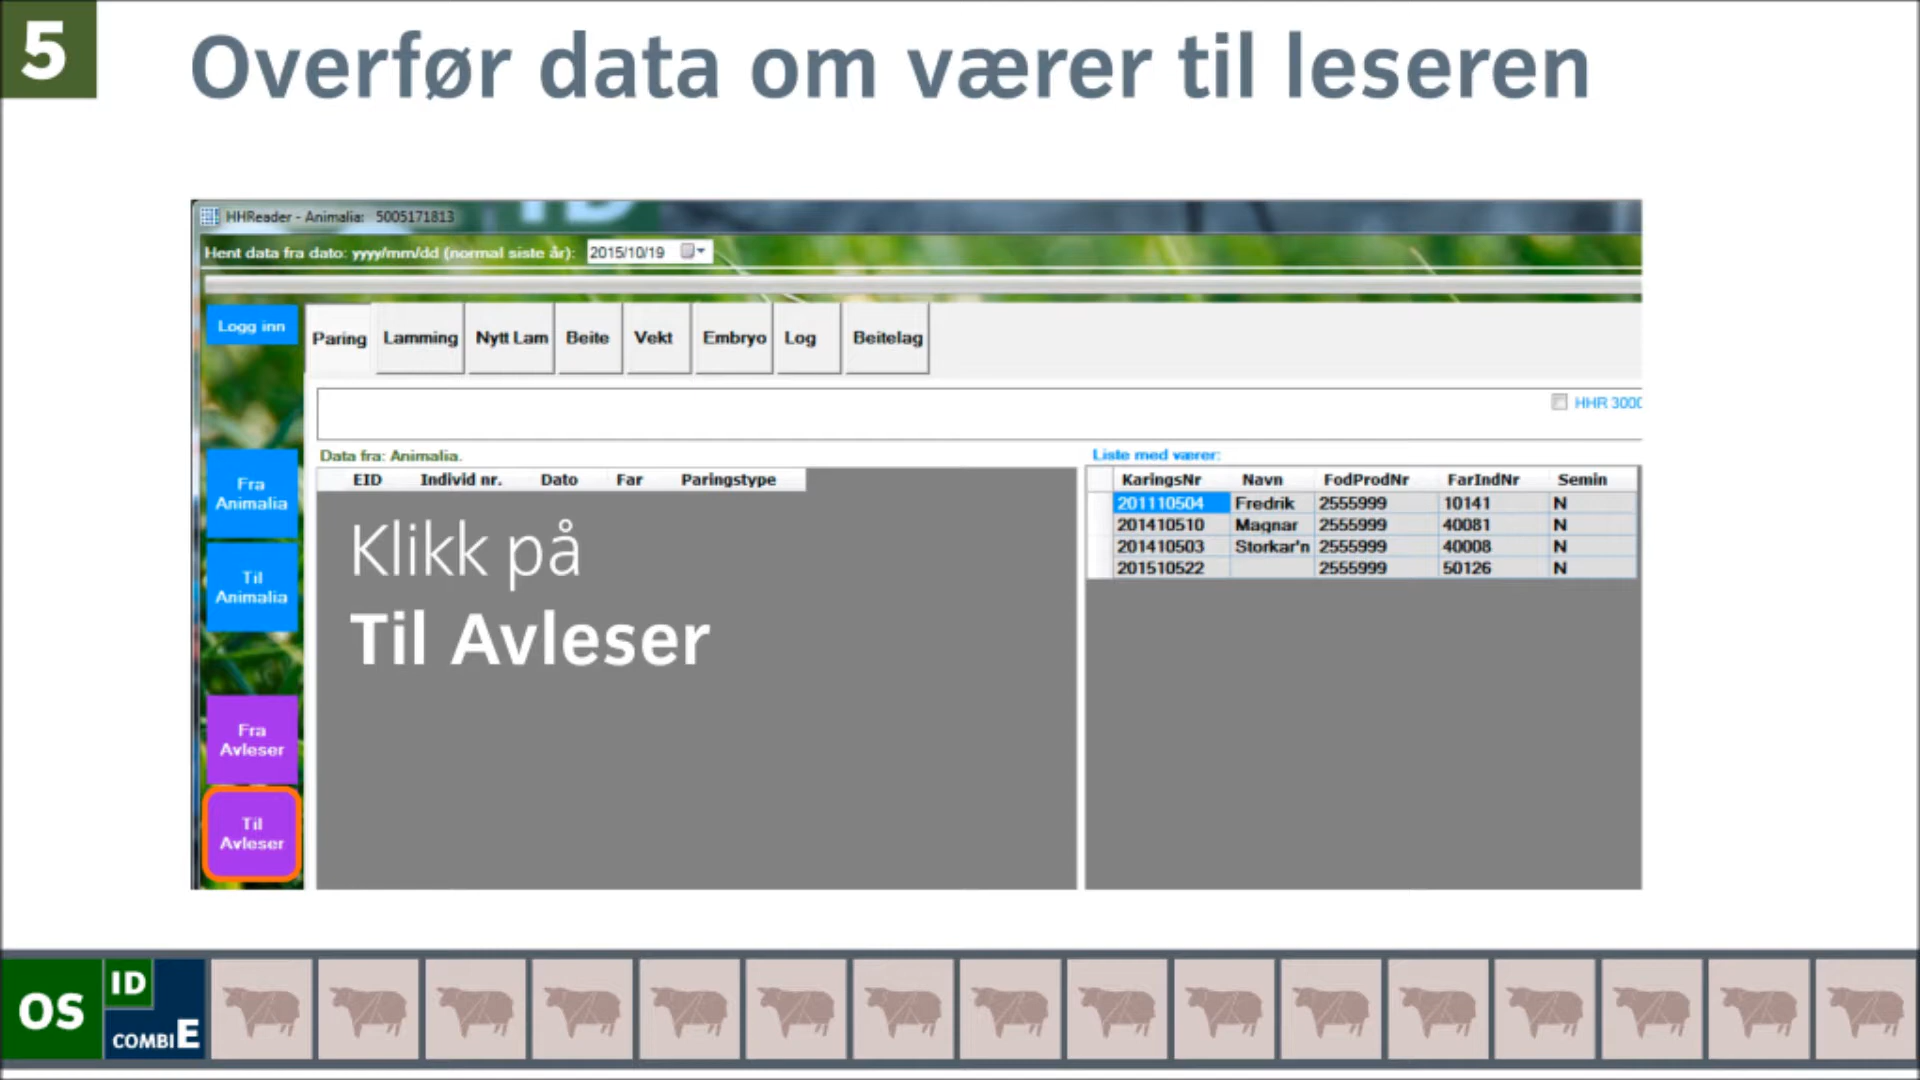 5
Overfør data om værer til leseren
HHReader - Animalia: 5005171813
Hent data fra dato: yyyy/mm/dd (normal siste år): 2015/10/19
Logg inn
Paring Lamming Nytt Lam Beite Vekt Embryo Log Beitelag
HHR 3000
Data fra: Animalia.
Liste med værer:
EID Individ nr. Dato Far Paringstype
KaringsNr Navn FodProdNr FarIndNr Semin
201110504 Fredrik 2555999 10141 N
201410510 Magnar 2555999 40081 N
201410503 Storkar'n 2555999 40008 N
201510522 2555999 50126 N
Fra
Animalia
Til
Animalia
Klikk på
Til Avleser
Fra
Avleser
Til
Avleser
OS
ID
COMBI E